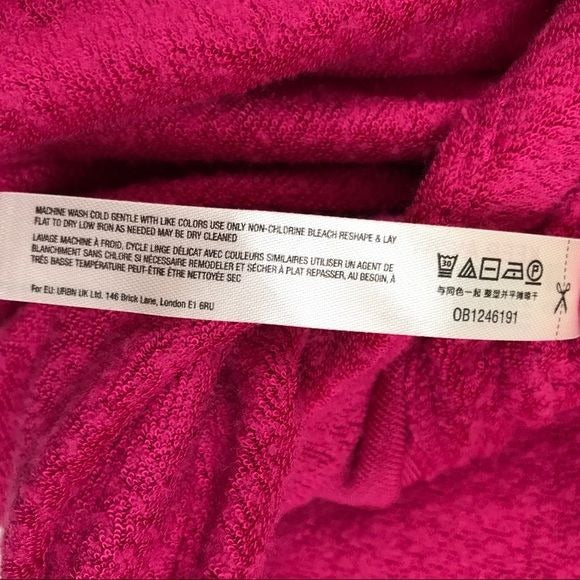 MACHINE WASH COLD GENTLE WITH LIKE COLORS USE ONLY NON-CHLORINE BLEACH RESHAPE & LAY
FLAT TO DRY LOW IRON AS NEEDED MAY BE DRY CLEANED
LAVAGE MACHINE À FROID, CYCLE LINGE DÉLICAT AVEC COULEURS SIMILAIRES UTILISER UN AGENT DE
BLANCHIMENT SANS CHLORE SI NÉCESSAIRE REMODELER ET SÉCHER À PLAT REPASSER, AU BESOIN, À
TRÈS BASSE TEMPÉRATURE PEUT-ÊTRE ÊTRE NETTOYÉE SEC
For EU: URBN UK Ltd. 146 Brick Lane, London E1 6RU
30 P
与同色一起 整型并平摊晾干
OB1246191